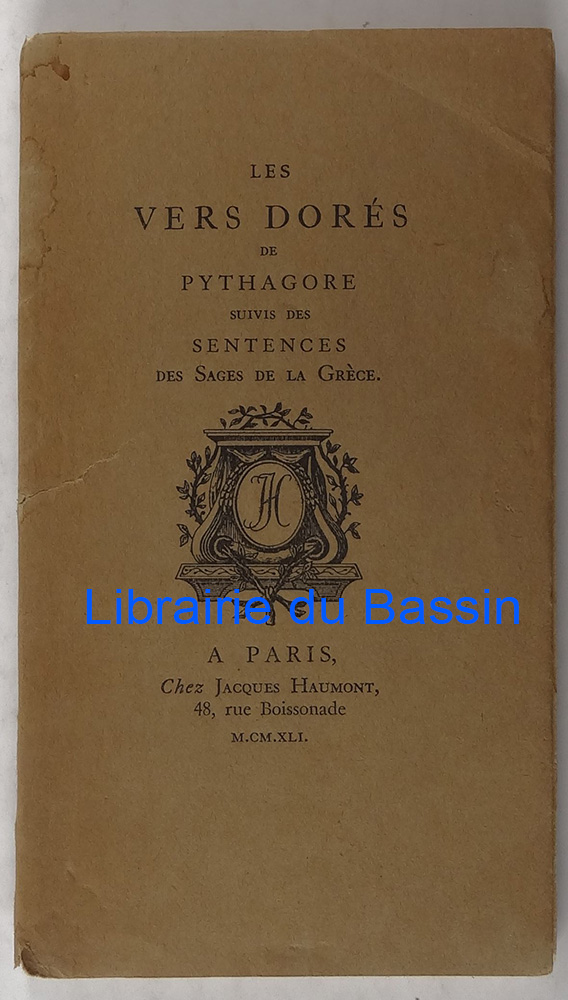 LES
VERS DORÉS
DE
PYTHAGORE
SUIVIS DES
SENTENCES
DES SAGES DE LA GRÈCE.
JH
Librairie du Bassin
A PARIS,
Chez JACQUES HAUMONT,
48, rue Boissonade
M.CM.XLI.